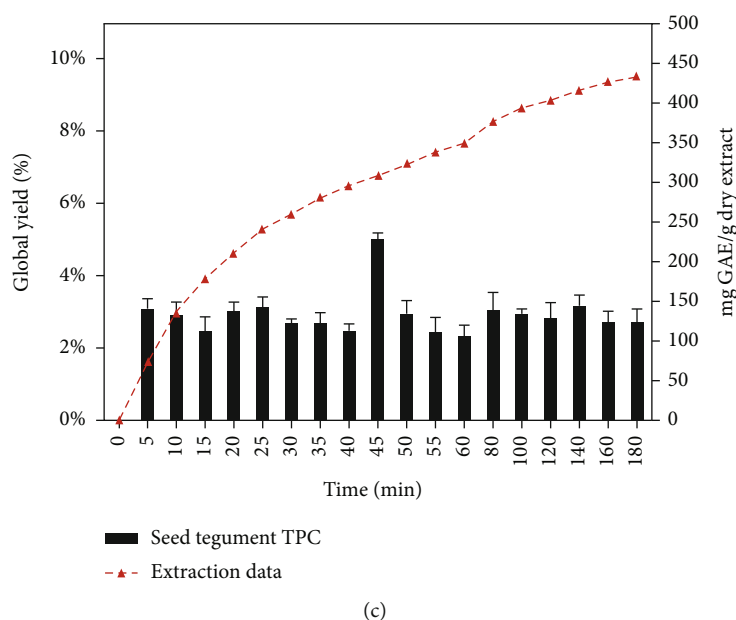 Global yield (%)
10%
8%
6%
4%
2%
0%
500
450
400
350
300
250
200
150
100
50
0
mg GAE/g dry extract
0 5 10 15 20 25 30 35 40 45 50 55 60 80 100 120 140 160 180
Time (min)
Seed tegument TPC
Extraction data
(c)